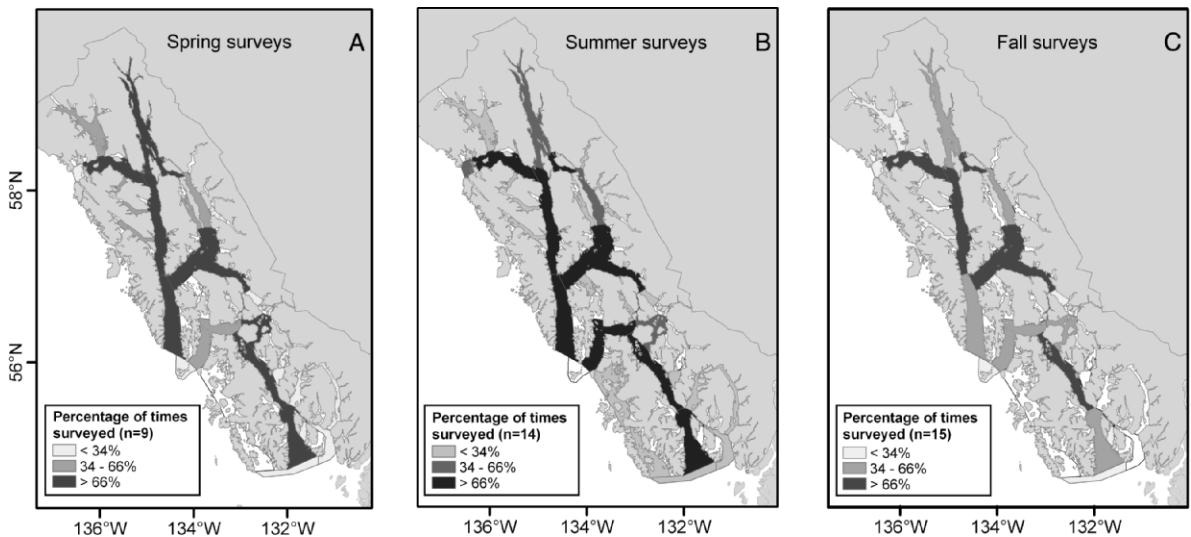 Spring surveys
A
58°N
56°N
Percentage of times
surveyed (n=9)
< 34%
34 - 66%
> 66%
136°W
134°W
132°W
Summer surveys
B
Percentage of times
surveyed (n=14)
< 34%
34 - 66%
> 66%
136°W
134°W
132°W
Fall surveys
C
Percentage of times
surveyed (n=15)
< 34%
34 - 66%
> 66%
136°W
134°W
132°W